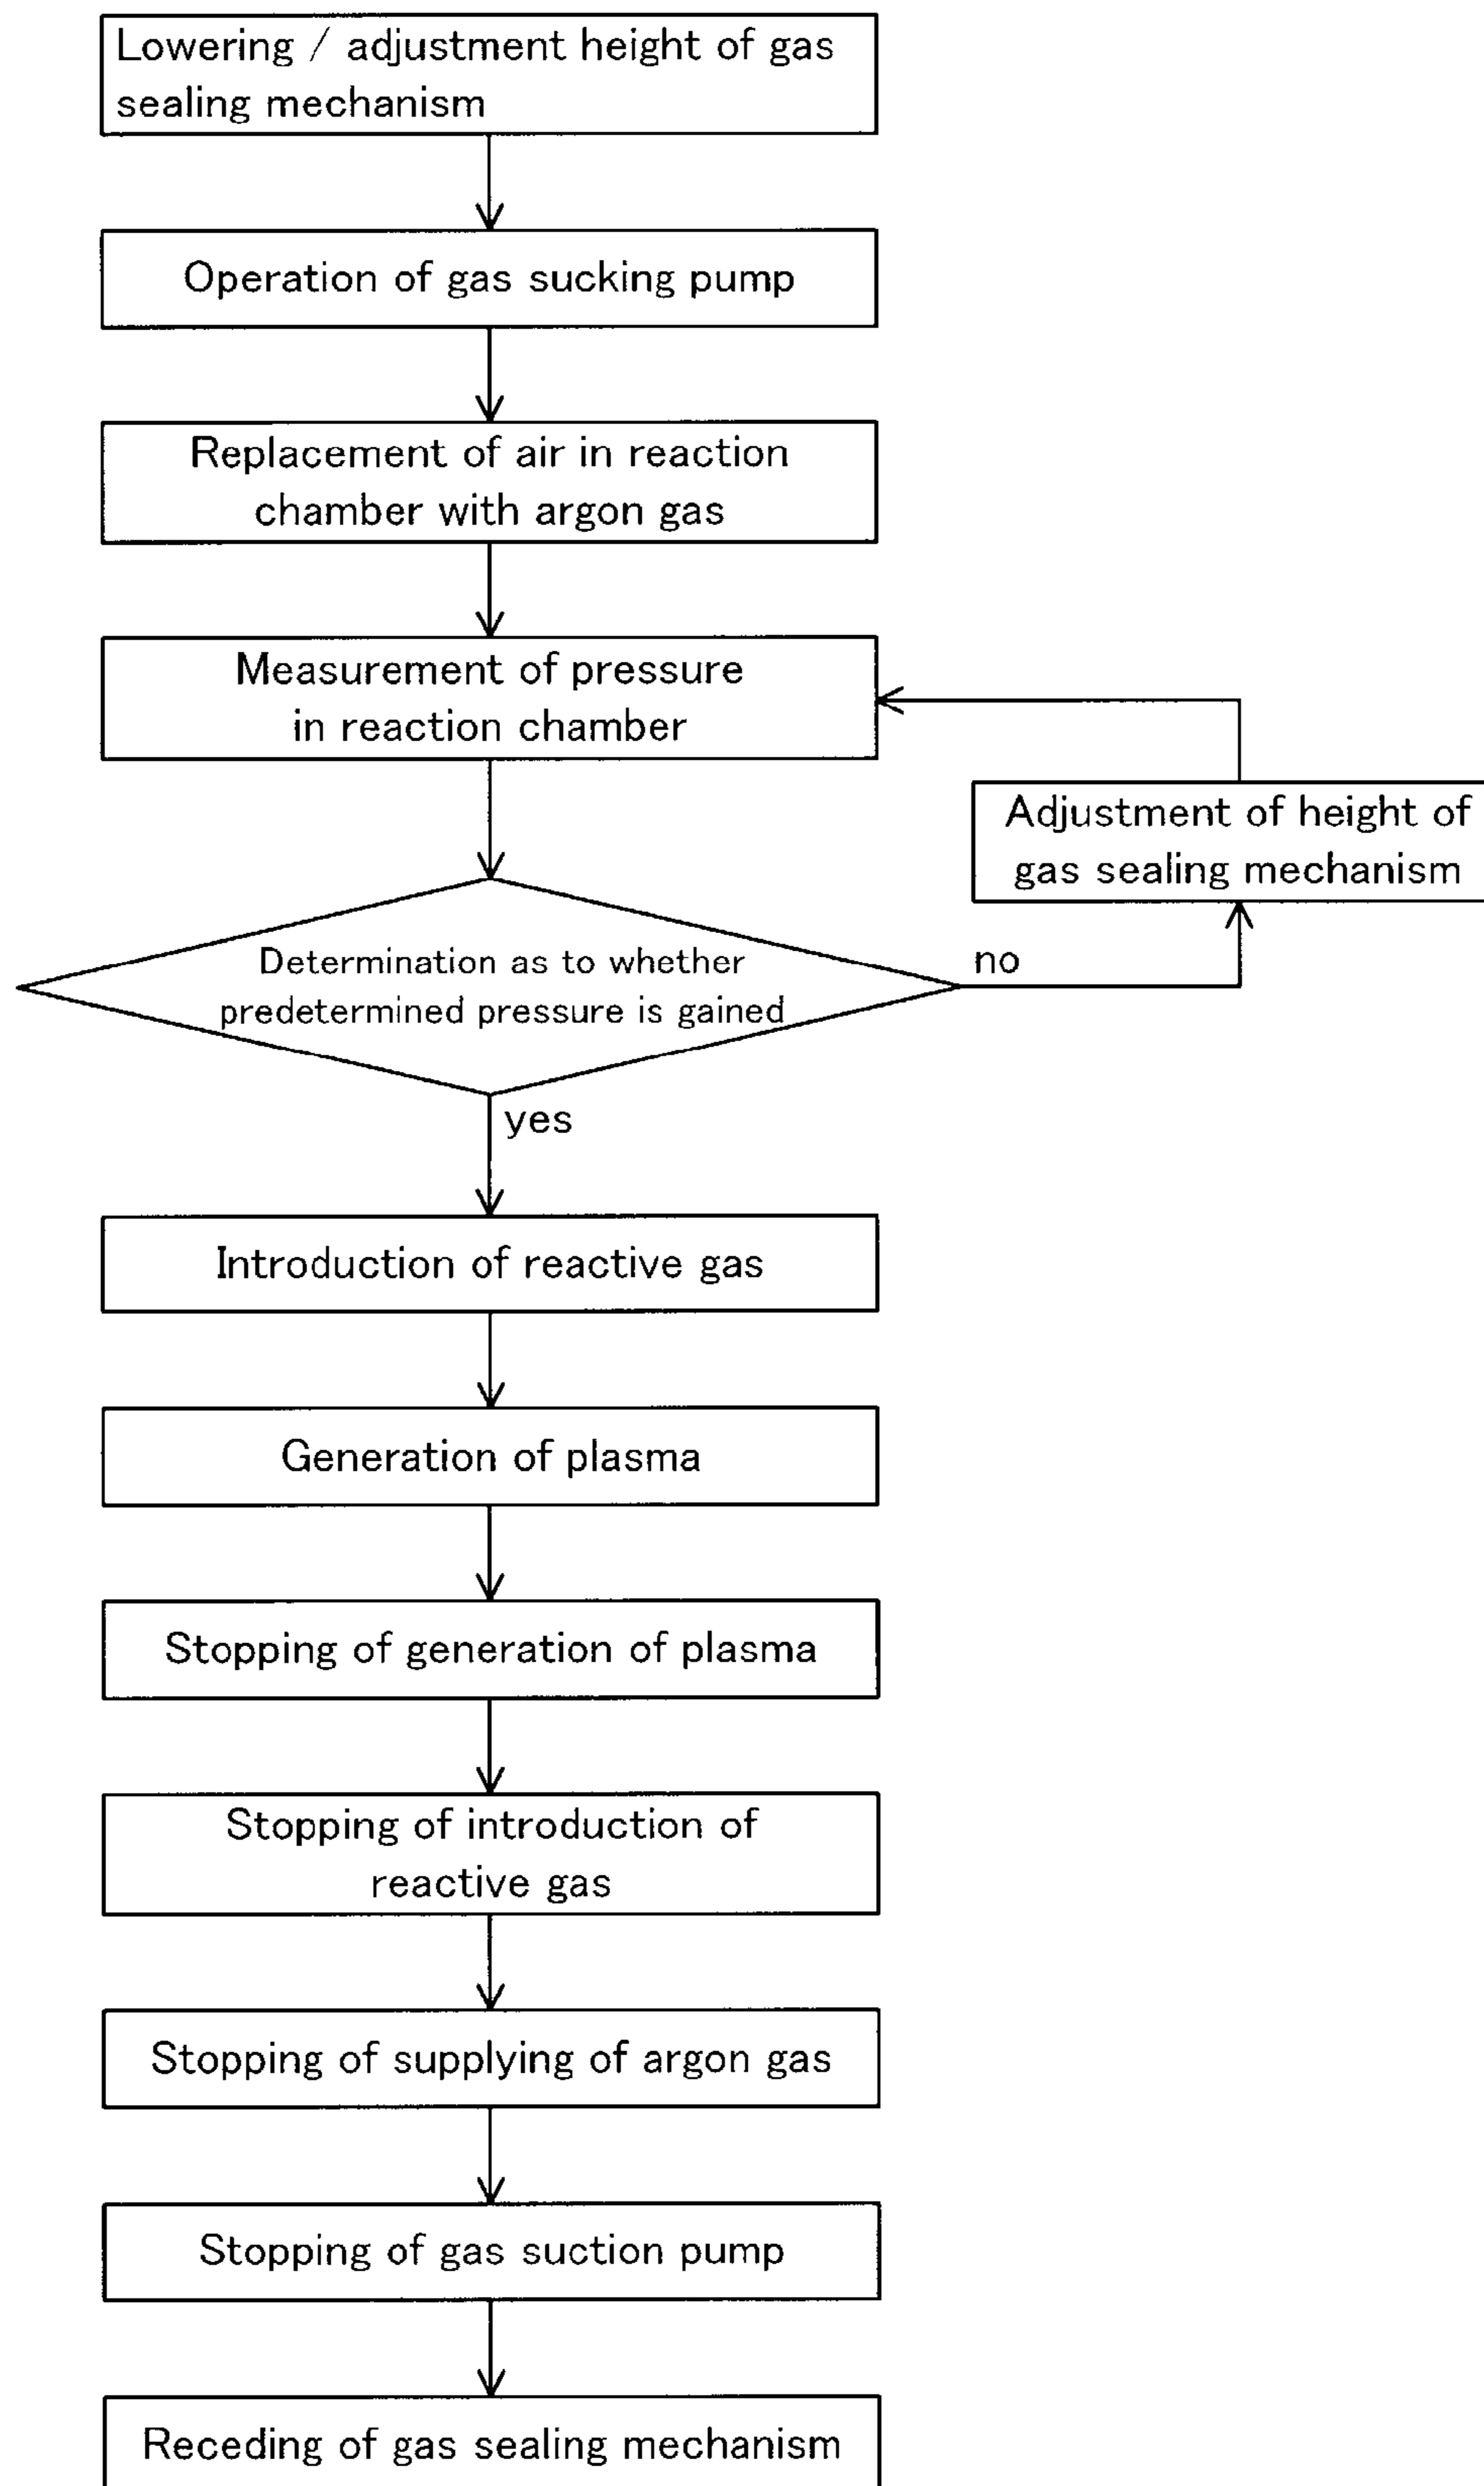 Lowering / adjustment height of gas
sealing mechanism
Operation of gas sucking pump
Replacement of air in reaction
chamber with argon gas
Measurement of pressure
in reaction chamber
Adjustment of height of
gas sealing mechanism
Determination as to whether
predetermined pressure is gained
no
yes
Introduction of reactive gas
Generation of plasma
Stopping of generation of plasma
Stopping of introduction of
reactive gas
Stopping of supplying of argon gas
Stopping of gas suction pump
Receding of gas sealing mechanism